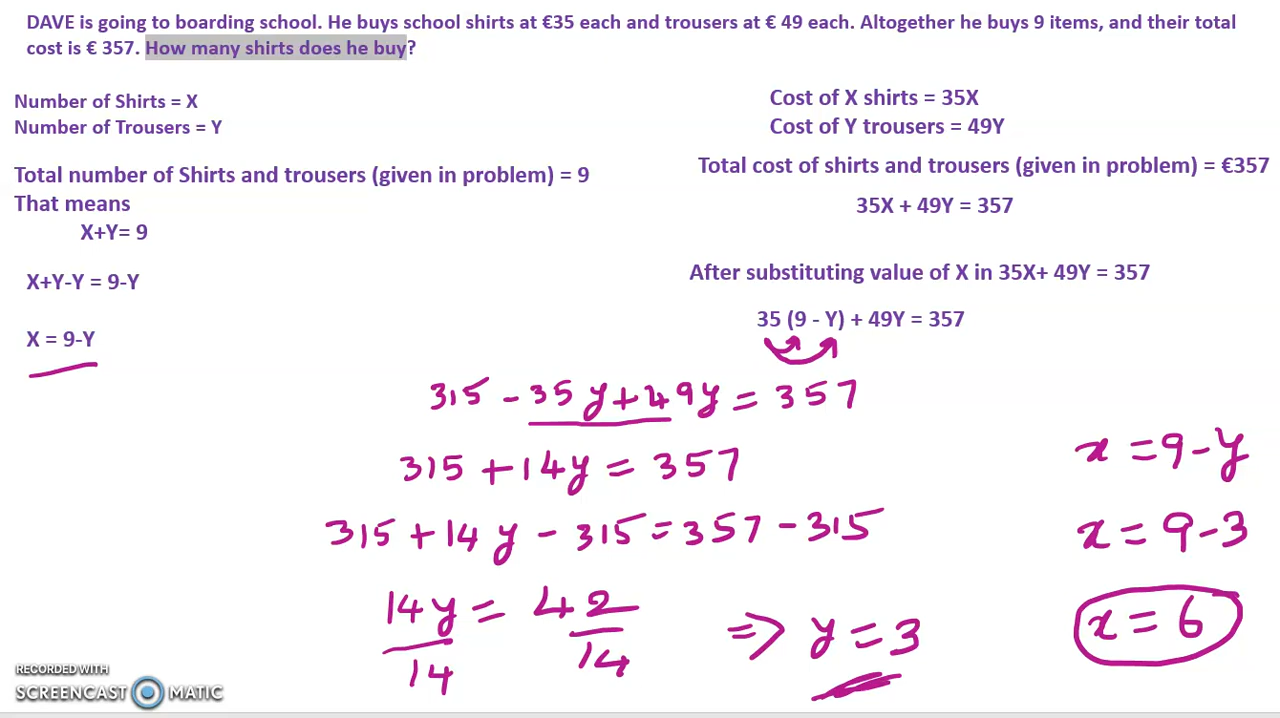 DAVE is going to boarding school. He buys school shirts at €35 each and trousers at € 49 each. Altogether he buys 9 items, and their total
cost is € 357. How many shirts does he buy?
Number of Shirts = X
Number of Trousers = Y
Total number of Shirts and trousers (given in problem) = 9
That means
X+Y= 9
X+Y-Y = 9-Y
X = 9-Y
Cost of X shirts = 35X
Cost of Y trousers = 49Y
Total cost of shirts and trousers (given in problem) = €357
35X + 49Y = 357
After substituting value of X in 35X+ 49Y = 357
35 (9 - Y) + 49Y = 357
315 - 35y + 49y = 357
315 + 14y = 357
315 + 14y - 315 = 357 - 315
14y = 42
14 14
⇒ y = 3
x = 9 - y
x = 9 - 3
x = 6
RECORDED WITH
SCREENCAST MATIC